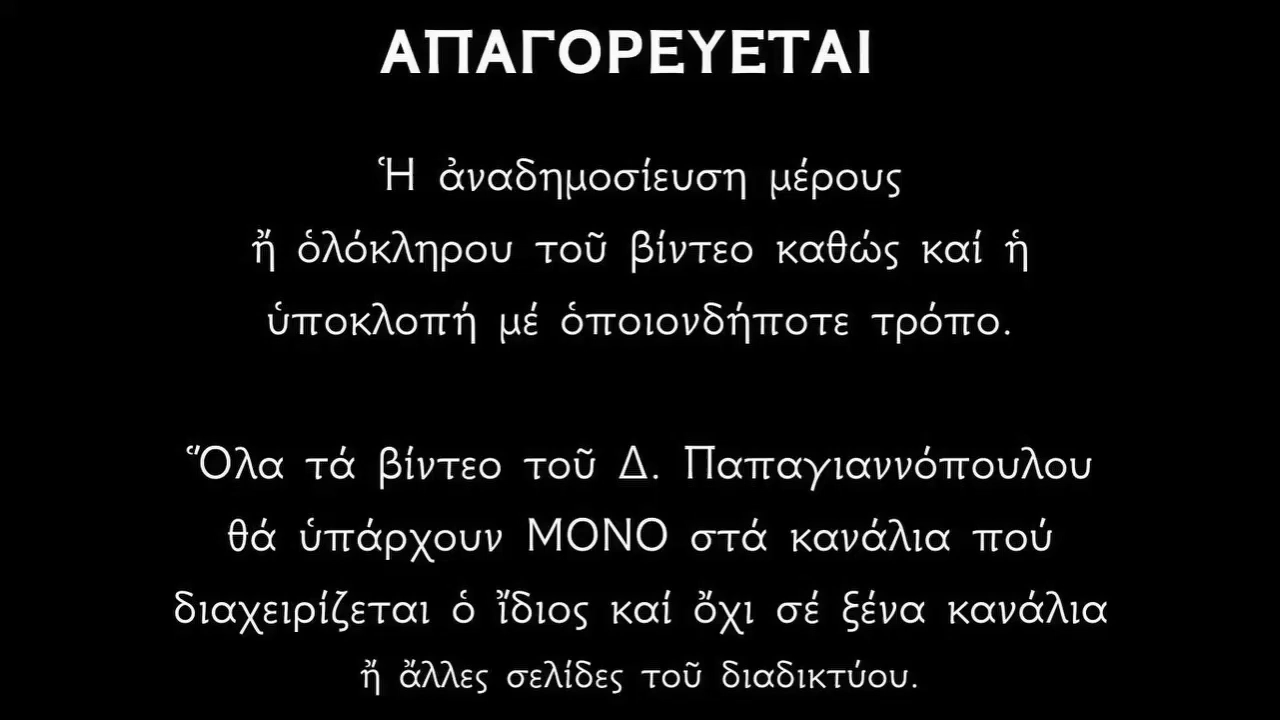 ΑΠΑΓΟΡΕΥΕΤΑΙ
Ἡ ἀναδημοσίευση μέρους
ἤ ὁλόκληρου τοῦ βίντεο καθώς καί ἡ
ὑποκλοπή μέ ὁποιονδήποτε τρόπο.
Ὅλα τά βίντεο τοῦ Δ. Παπαγιαννόπουλου
θά ὑπάρχουν ΜΟΝΟ στά κανάλια πού
διαχειρίζεται ὁ ἴδιος καί ὄχι σέ ξένα κανάλια
ἤ ἄλλες σελίδες τοῦ διαδικτύου.